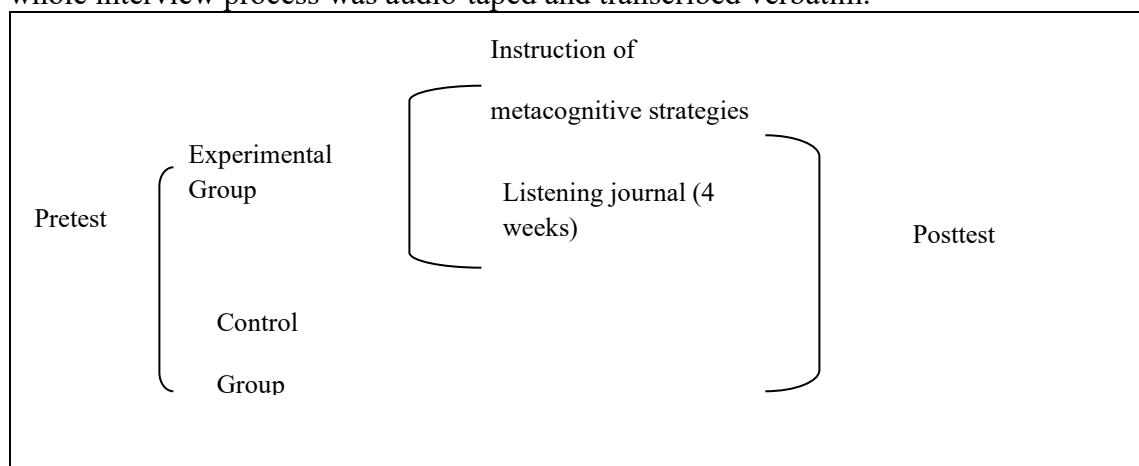 whole interview process was audio-taped and transcribed verbatim.
Instruction of
metacognitive strategies
Experimental
Group
Listening journal (4
weeks)
Pretest
Posttest
Control
Group